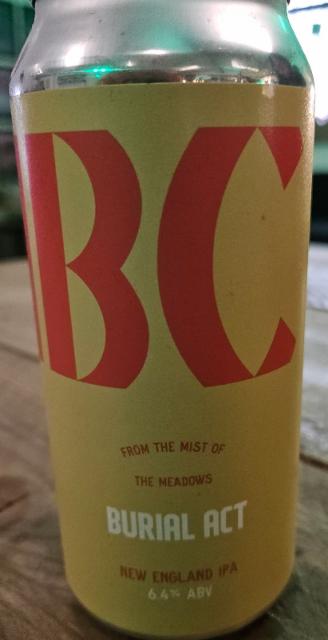 BC
FROM THE MIST OF
THE MEADOWS
BURIAL ACT
NEW ENGLAND IPA
6.4% ABV